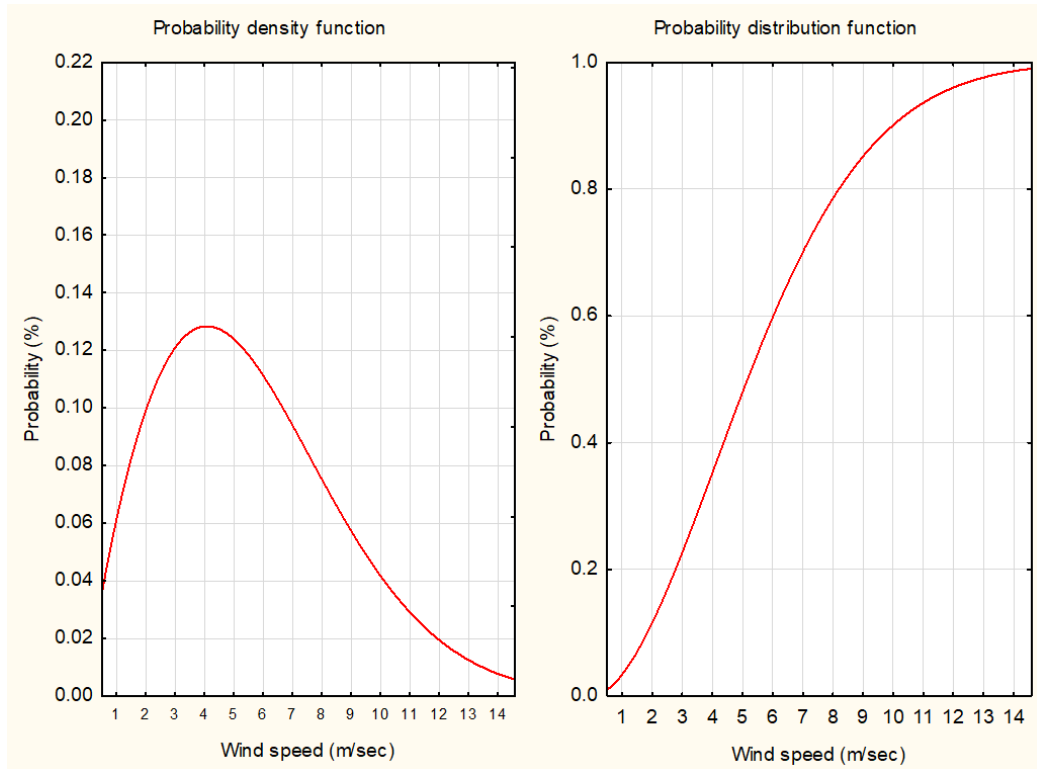 Probability density function
0.22
0.20
0.18
0.16
0.14
0.12
0.10
0.08
0.06
0.04
0.02
0.00
Probability (%)
1 2 3 4 5 6 7 8 9 10 11 12 13 14
Wind speed (m/sec)
Probability distribution function
1.0
0.8
0.6
0.4
0.2
0.0
Probability (%)
1 2 3 4 5 6 7 8 9 10 11 12 13 14
Wind speed (m/sec)